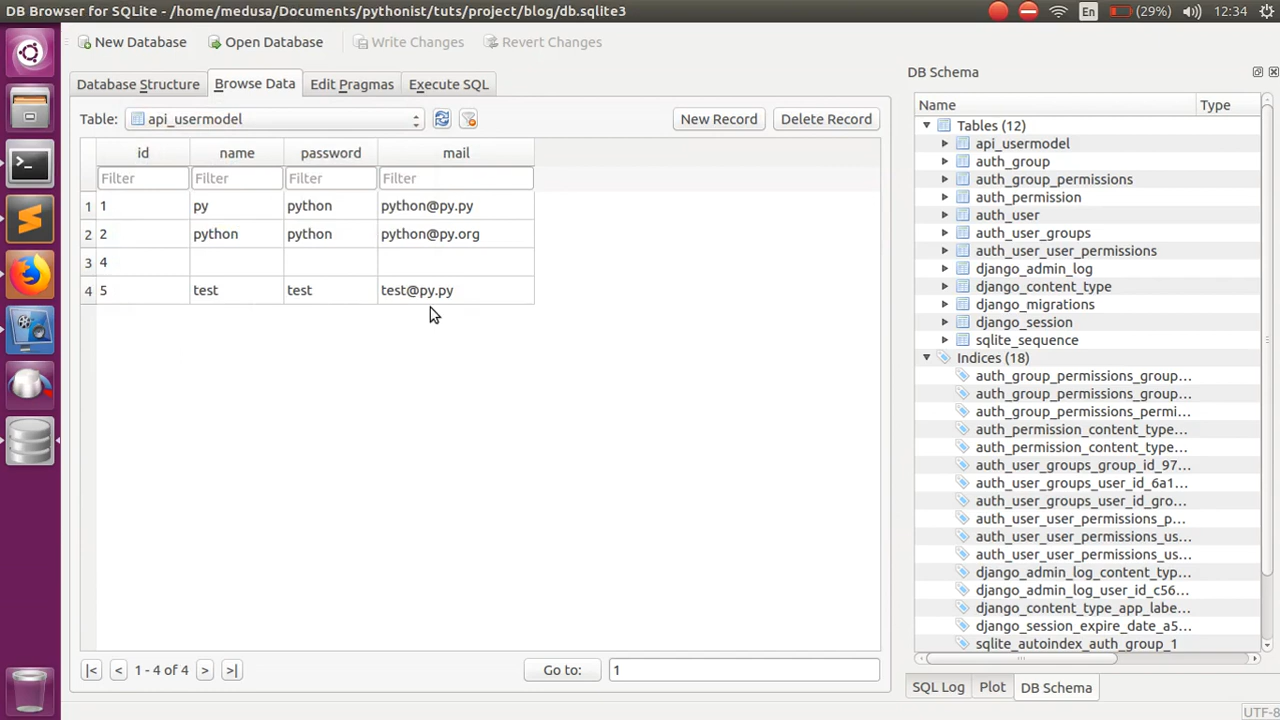 DB Browser for SQLite - /home/medusa/Documents/pythonist/tuts/project/blog/db.sqlite3
En (29%) 12:34
New Database Open Database Write Changes Revert Changes
Database Structure Browse Data Edit Pragmas Execute SQL
Table: api_usermodel New Record Delete Record
id name password mail
Filter Filter Filter Filter
1 1 py python python@py.py
2 2 python python python@py.org
3 4
4 5 test test test@py.py
1 - 4 of 4 Go to: 1
DB Schema
Name Type
Tables (12)
api_usermodel
auth_group
auth_group_permissions
auth_permission
auth_user
auth_user_groups
auth_user_user_permissions
django_admin_log
django_content_type
django_migrations
django_session
sqlite_sequence
Indices (18)
auth_group_permissions_group...
auth_group_permissions_group...
auth_group_permissions_permi...
auth_permission_content_type...
auth_permission_content_type...
auth_user_groups_group_id_97...
auth_user_groups_user_id_6a1...
auth_user_groups_user_id_gro...
auth_user_user_permissions_p...
auth_user_user_permissions_us...
auth_user_user_permissions_us...
django_admin_log_content_typ...
django_admin_log_user_id_c56...
django_content_type_app_labe...
django_session_expire_date_a5...
sqlite_autoindex_auth_group_1
SQL Log Plot DB Schema
UTF-8